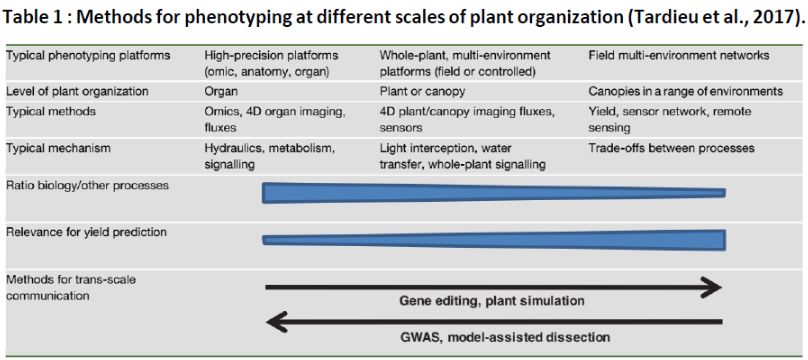 Table 1 : Methods for phenotyping at different scales of plant organization (Tardieu et al., 2017).
Typical phenotyping platforms High-precision platforms Whole-plant, multi-environment Field multi-environment networks
(omic, anatomy, organ) platforms (field or controlled)
Level of plant organization Organ Plant or canopy Canopies in a range of environments
Typical methods Omics, 4D organ imaging, 4D plant/canopy imaging fluxes, Yield, sensor network, remote
fluxes sensors sensing
Typical mechanism Hydraulics, metabolism, Light interception, water Trade-offs between processes
signalling transfer, whole-plant signalling
Ratio biology/other processes
Relevance for yield prediction
Methods for trans-scale
communication
Gene editing, plant simulation
GWAS, model-assisted dissection